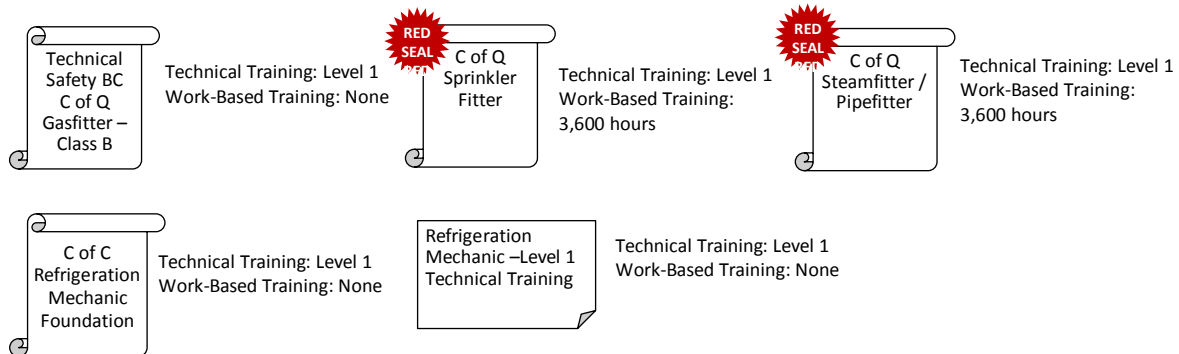 Technical
Safety BC
C of Q
Gasfitter –
Class B
Technical Training: Level 1
Work-Based Training: None
RED
SEAL
C of Q
Sprinkler
Fitter
Technical Training: Level 1
Work-Based Training:
3,600 hours
RED
SEAL
C of Q
Steamfitter /
Pipefitter
Technical Training: Level 1
Work-Based Training:
3,600 hours
C of C
Refrigeration
Mechanic
Foundation
Technical Training: Level 1
Work-Based Training: None
Refrigeration
Mechanic –Level 1
Technical Training
Technical Training: Level 1
Work-Based Training: None